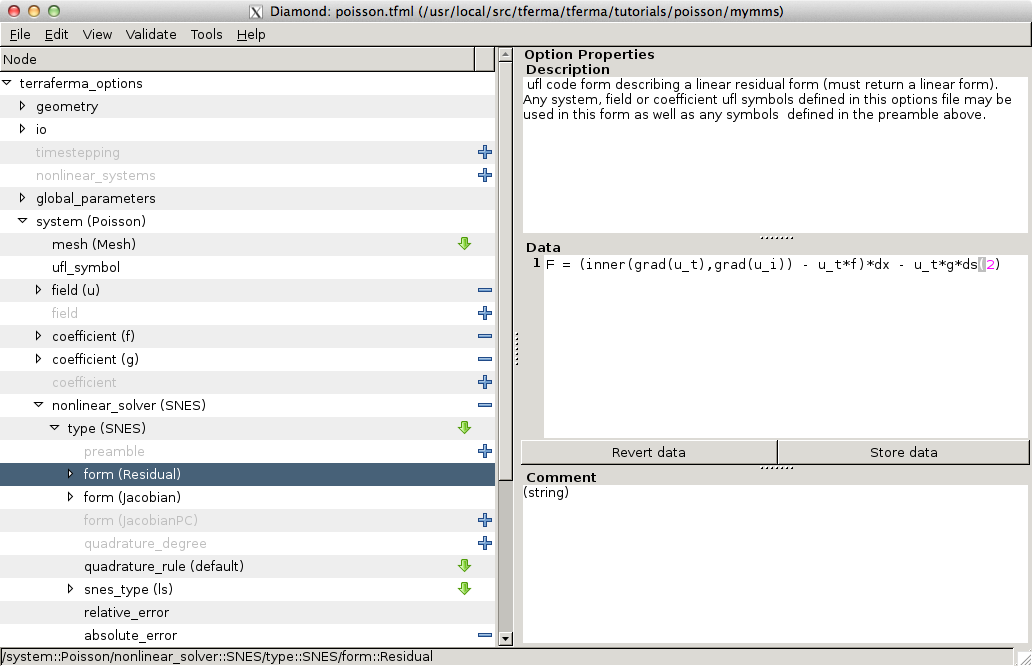 Diamond: poisson.tfml (/usr/local/src/tferma/tferma/tutorials/poisson/mymms)
File Edit View Validate Tools Help
Node
terraferma_options
geometry
io
timestepping
nonlinear_systems
global_parameters
system (Poisson)
mesh (Mesh)
ufl_symbol
field (u)
field
coefficient (f)
coefficient (g)
coefficient
nonlinear_solver (SNES)
type (SNES)
preamble
form (Residual)
form (Jacobian)
form (JacobianPC)
quadrature_degree
quadrature_rule (default)
snes_type (ls)
relative_error
absolute_error
Option Properties
Description
ufl code form describing a linear residual form (must return a linear form).
Any system, field or coefficient ufl symbols defined in this options file may be
used in this form as well as any symbols  defined in the preamble above.
Data
1 F = (inner(grad(u_t),grad(u_i)) - u_t*f)*dx - u_t*g*ds(2)
Revert data Store data
Comment
(string)
/system::Poisson/nonlinear_solver::SNES/type::SNES/form::Residual